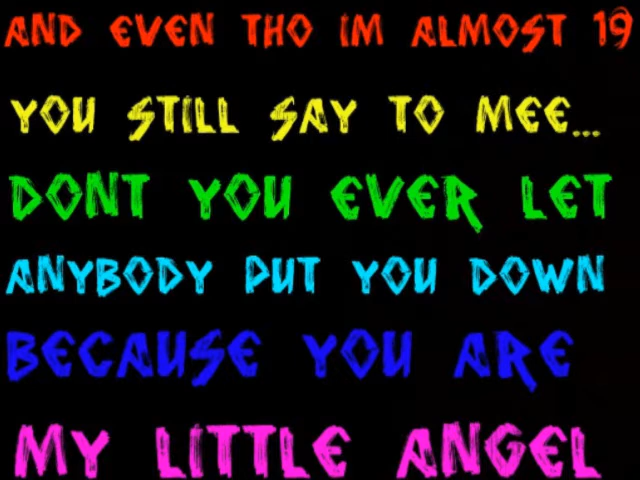 AND EVEN THO IM ALMOST 19
YOU STILL SAY TO MEE...
DONT YOU EVER LET
ANYBODY PUT YOU DOWN
BECAUSE YOU ARE
MY LITTLE ANGEL